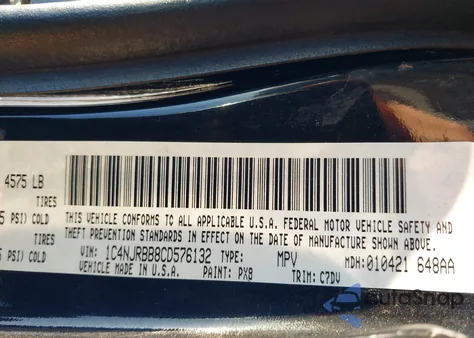 4575 LB
TIRES
5 PSI) COLD
TIRES
5 PSI) COLD
THIS VEHICLE CONFORMS TO ALL APPLICABLE U.S.A. FEDERAL MOTOR VEHICLE SAFETY AND
THEFT PREVENTION STANDARDS IN EFFECT ON THE DATE OF MANUFACTURE SHOWN ABOVE.
VIN: 1C4NJRBB8CD576132 TYPE: MPV MDH: 010421 648AA
MADE IN U.S.A. PAINT: PX8 TRIM: C7DV
AutoSnap